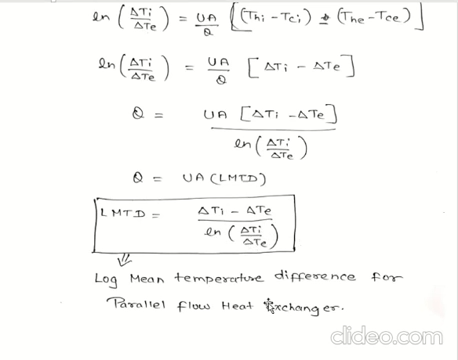 ln (ΔTi/ΔTe) = UA/Q [(Thi - Tci) - (The - Tce)]
ln (ΔTi/ΔTe) = UA/Q [ΔTi - ΔTe]
Q = UA [ΔTi - ΔTe] / ln (ΔTi/ΔTe)
Q = UA (LMTD)
LMTD = ΔTi - ΔTe / ln (ΔTi/ΔTe)
Log Mean temperature difference for
Parallel flow Heat Exchanger.
clideo.com